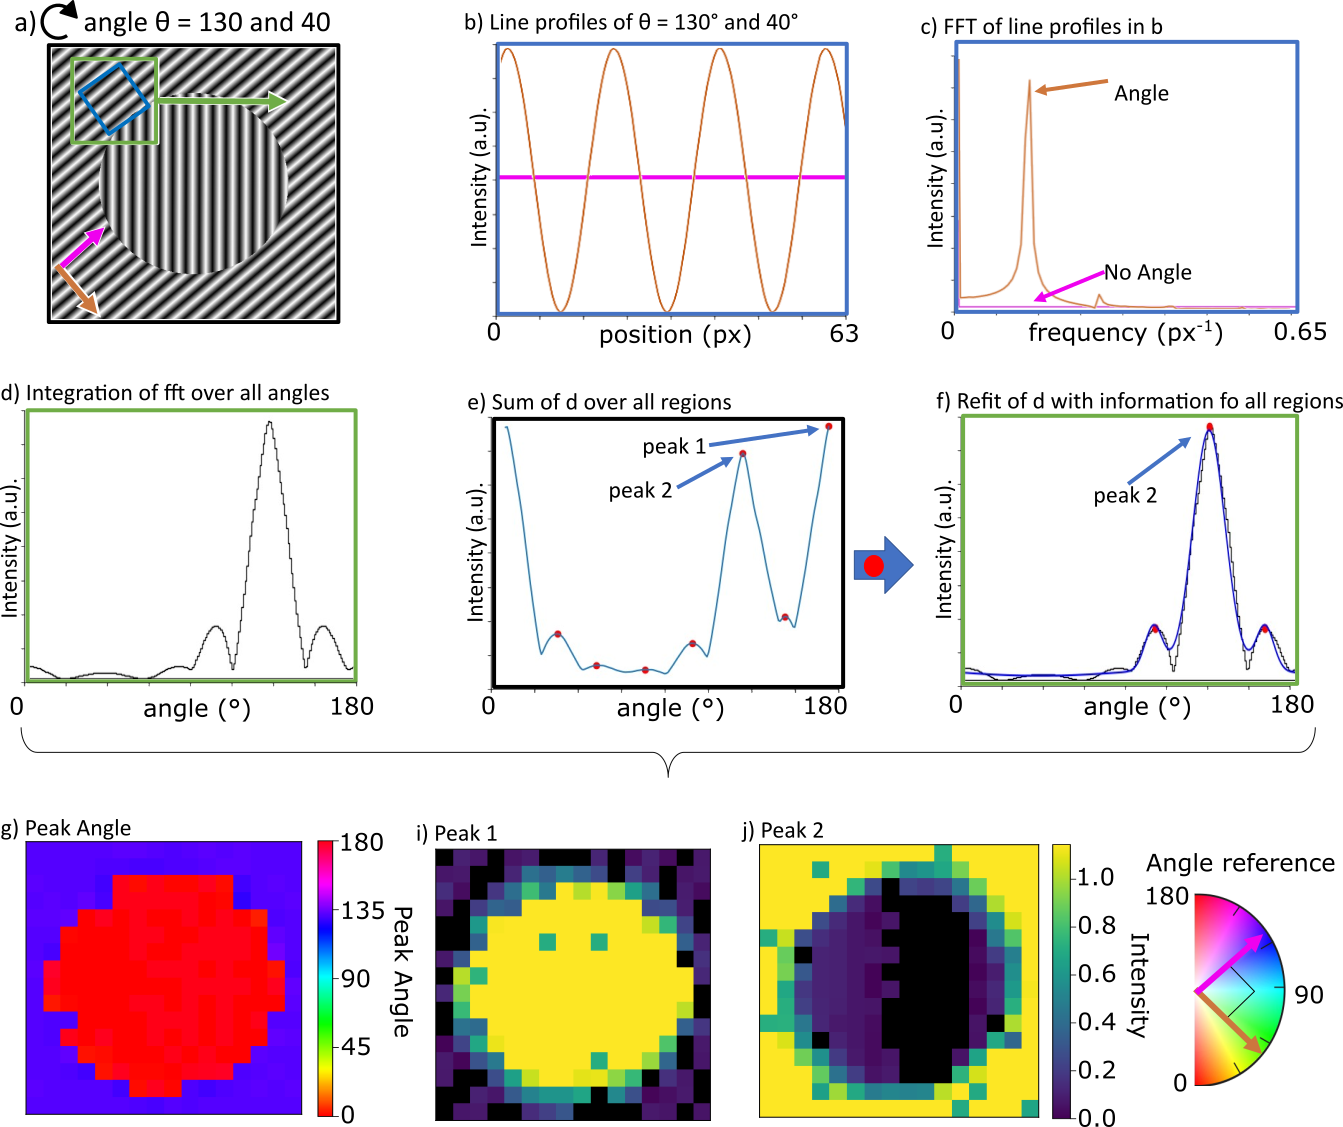 a) angle θ = 130 and 40
b) Line profiles of θ = 130° and 40°
c) FFT of line profiles in b
Intensity (a.u).
0
position (px)
63
Intensity (a.u).
Angle
No Angle
0
frequency (px⁻¹)
0.65
d) Integration of fft over all angles
e) Sum of d over all regions
f) Refit of d with information fo all regions
Intensity (a.u).
0
angle (°)
180
Intensity (a.u).
peak 1
peak 2
0
angle (°)
180
Intensity (a.u).
peak 2
0
angle (°)
180
g) Peak Angle
180
135
90
45
0
Peak Angle
i) Peak 1
j) Peak 2
1.0
0.8
0.6
0.4
0.2
0.0
Intensity
Angle reference
180
90
0